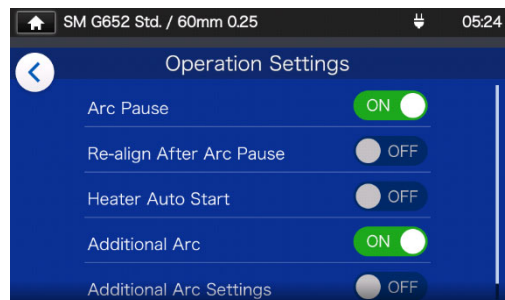 SM G652 Std. / 60mm 0.25 05:24
Operation Settings
Arc Pause ON
Re-align After Arc Pause OFF
Heater Auto Start OFF
Additional Arc ON
Additional Arc Settings OFF